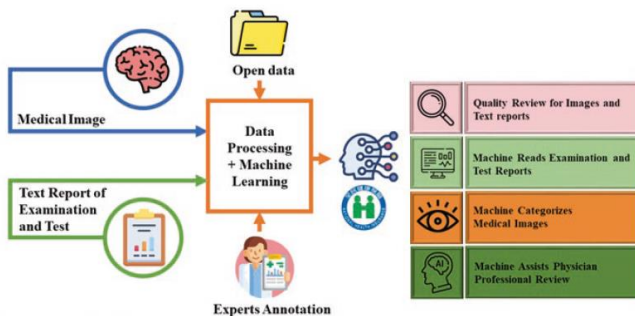 Open data
Medical Image
Data
Processing
+ Machine
Learning
Text Report of
Examination
and Test
Experts Annotation
Quality Review for Images and
Text reports
Machine Reads Examination and
Test Reports
Machine Categorizes
Medical Images
AI
Machine Assists Physician
Professional Review